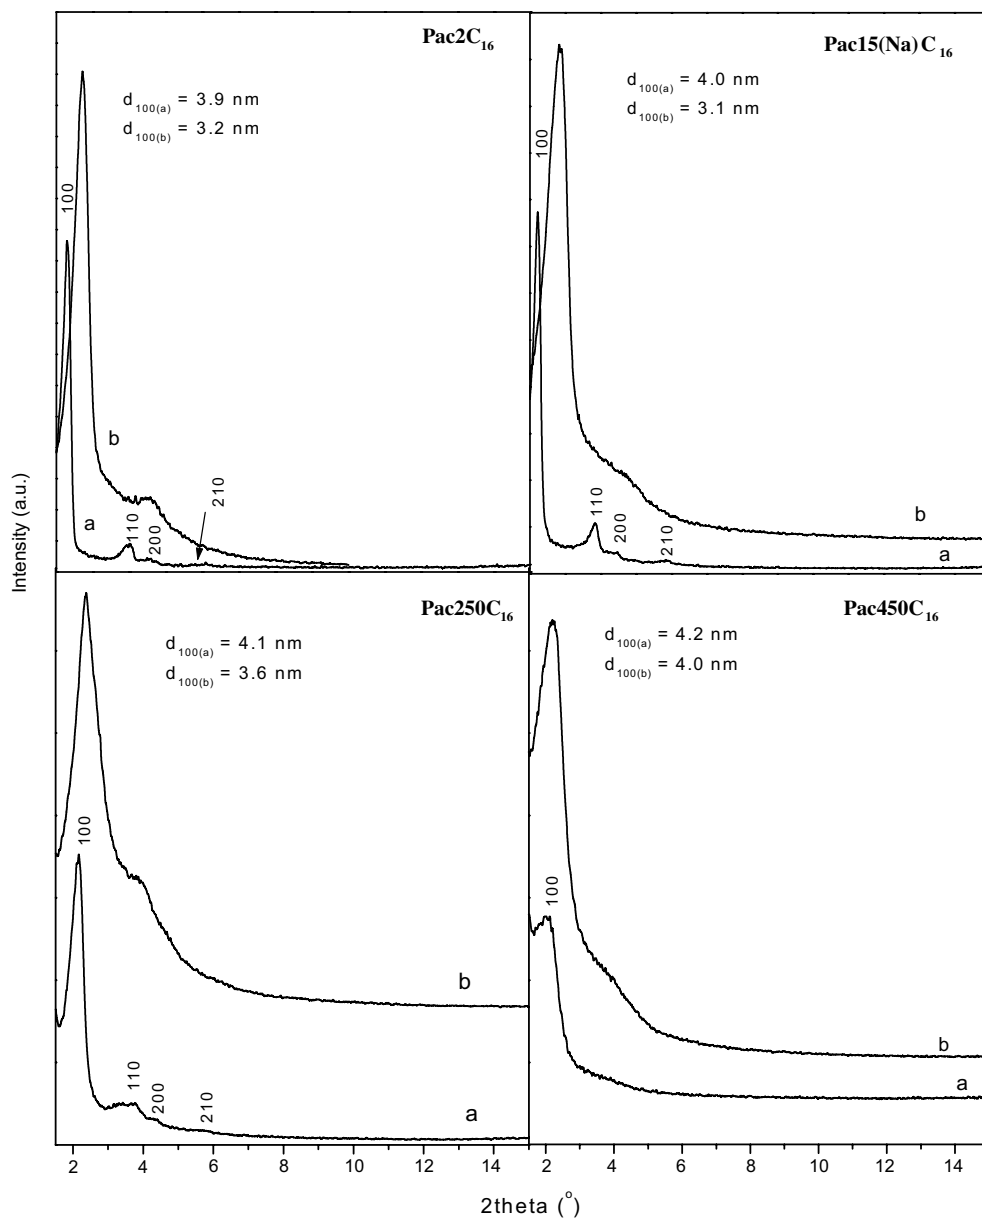 Pac2C16
d100(a) = 3.9 nm
d100(b) = 3.2 nm
100
b
a
110
200
210
Pac15(Na)C16
d100(a) = 4.0 nm
d100(b) = 3.1 nm
100
110
200
210
b
a
Intensity (a.u.)
Pac250C16
d100(a) = 4.1 nm
d100(b) = 3.6 nm
100
110
200
210
b
a
Pac450C16
d100(a) = 4.2 nm
d100(b) = 4.0 nm
100
b
a
2 4 6 8 10 12 14
2 4 6 8 10 12 14
2theta (°)